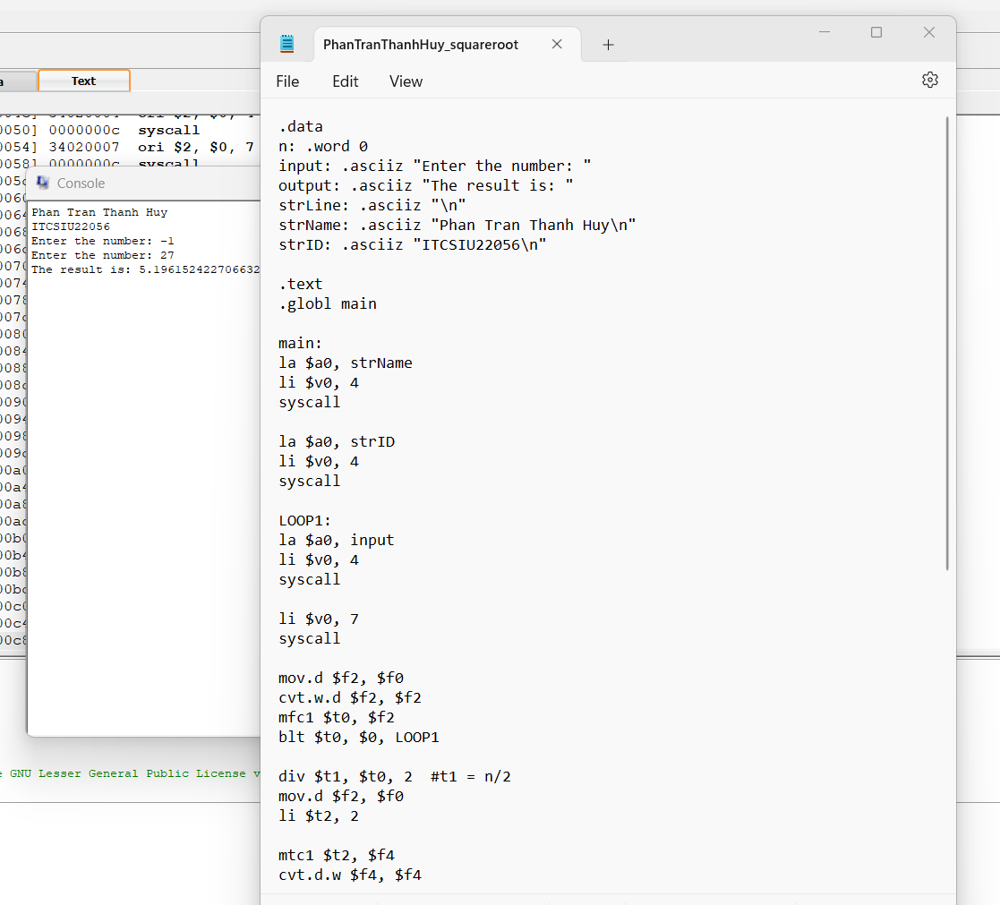 PhanTranThanhHuy_squareroot
File Edit View
.data
n: .word 0
input: .asciiz "Enter the number: "
output: .asciiz "The result is: "
strLine: .asciiz "\n"
strName: .asciiz "Phan Tran Thanh Huy\n"
strID: .asciiz "ITCSIU22056\n"
.text
.globl main
main:
la $a0, strName
li $v0, 4
syscall
la $a0, strID
li $v0, 4
syscall
LOOP1:
la $a0, input
li $v0, 4
syscall
li $v0, 7
syscall
mov.d $f2, $f0
cvt.w.d $f2, $f2
mfc1 $t0, $f2
blt $t0, $0, LOOP1
div $t1, $t0, 2 #t1 = n/2
mov.d $f2, $f0
li $t2, 2
mtc1 $t2, $f4
cvt.d.w $f4, $f4
Text
0050] 0000000c syscall
0054] 34020007 ori $2, $0, 7
0058] 0000000c syscall
Console
Phan Tran Thanh Huy
ITCSIU22056
Enter the number: -1
Enter the number: 27
The result is: 5.196152422706632
GNU Lesser General Public License